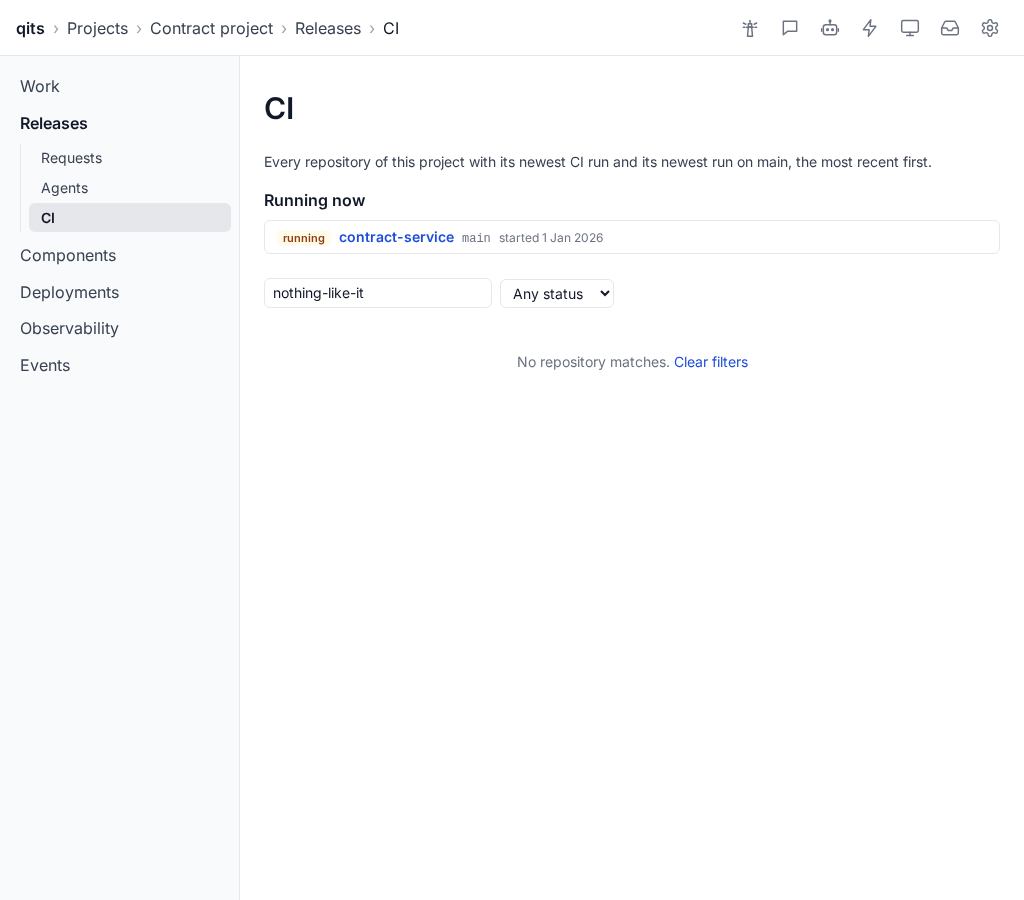 qits › Projects › Contract project › Releases › CI
Work
Releases
Requests
Agents
CI
Components
Deployments
Observability
Events
CI
Every repository of this project with its newest CI run and its newest run on main, the most recent first.
Running now
running contract-service main started 1 Jan 2026
nothing-like-it Any status
No repository matches. Clear filters